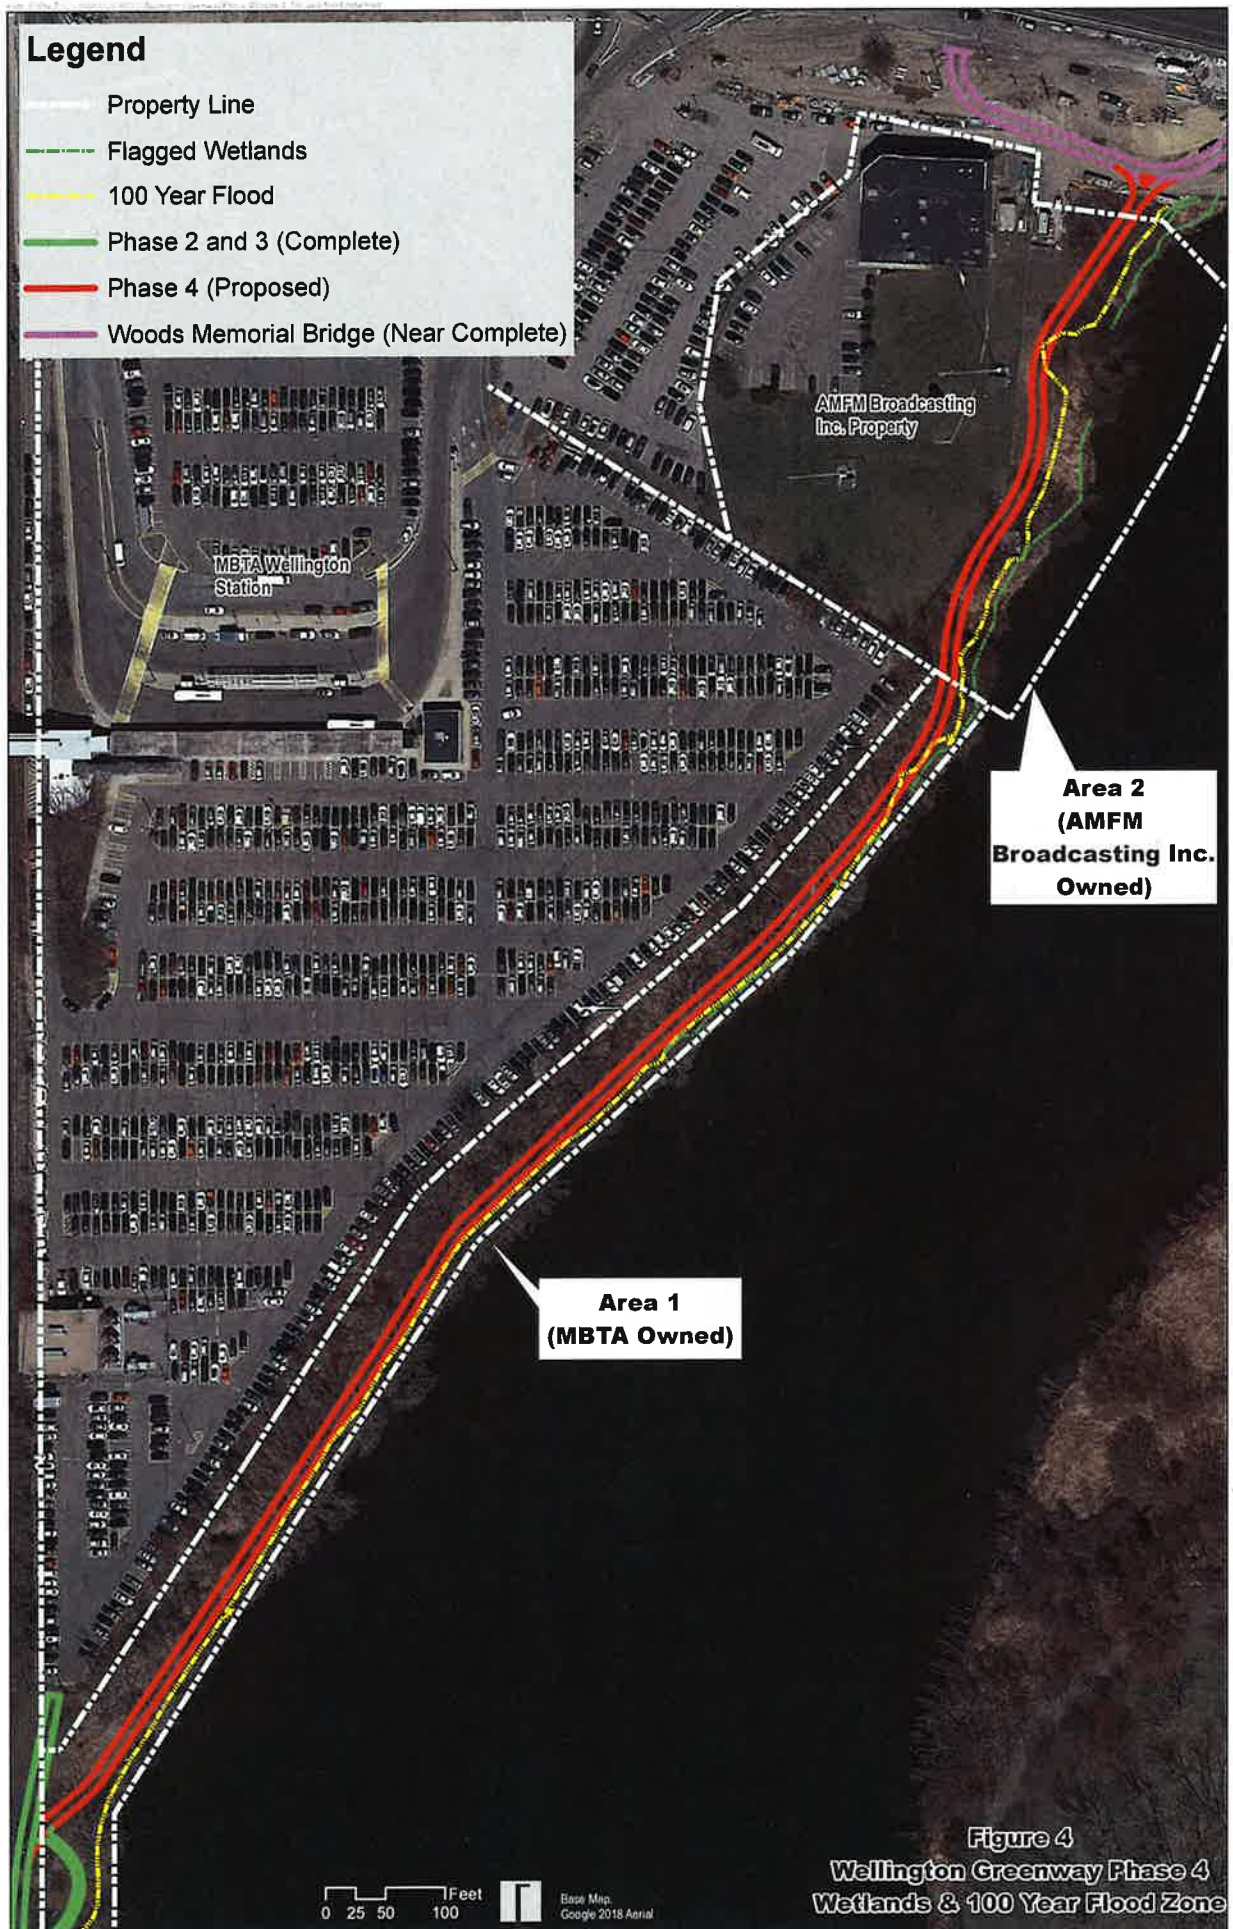 Legend
Property Line
Flagged Wetlands
100 Year Flood
Phase 2 and 3 (Complete)
Phase 4 (Proposed)
Woods Memorial Bridge (Near Complete)
AMFM Broadcasting
Inc. Property
MBTA Wellington
Station
Area 2
(AMFM
Broadcasting Inc.
Owned)
Area 1
(MBTA Owned)
Feet
0 25 50 100
Base Map.
Google 2018 Aerial
Figure 4
Wellington Greenway Phase 4
Wetlands & 100 Year Flood Zone